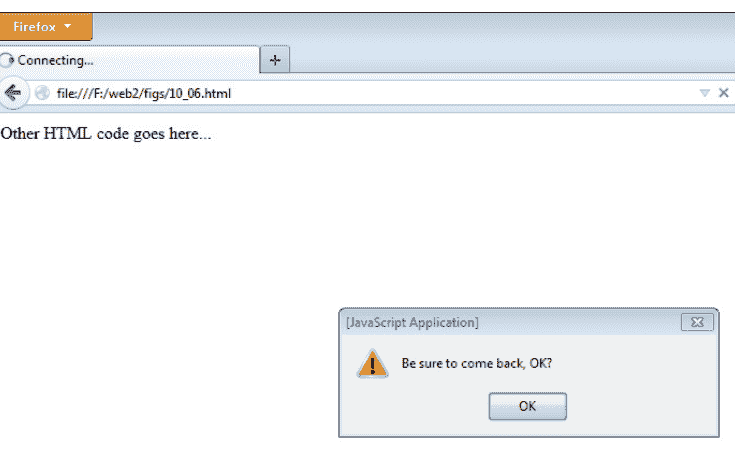 Firefox
Connecting...
file:///F:/web2/figs/10_06.html
Other HTML code goes here...
[JavaScript Application]
Be sure to come back, OK?
OK